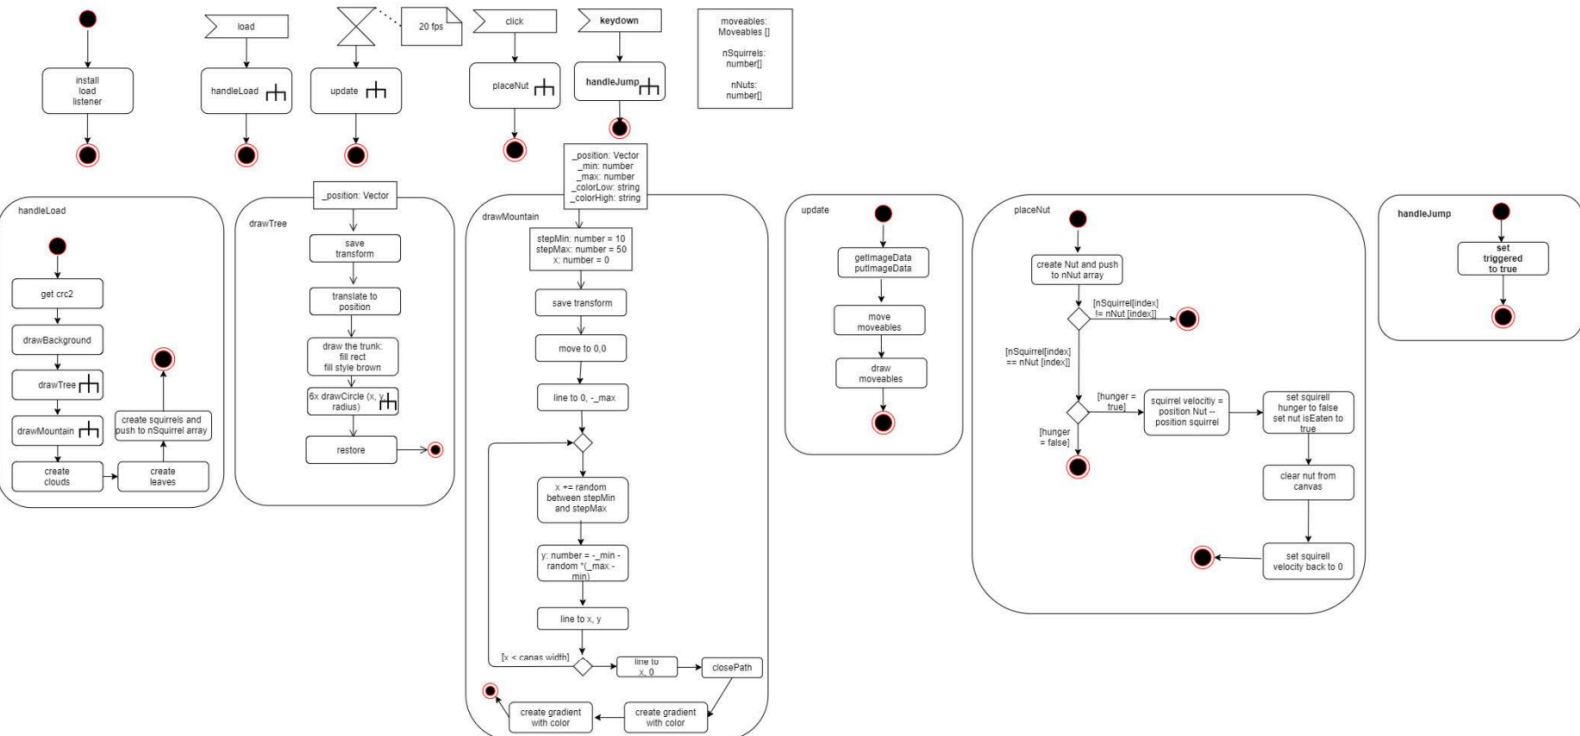 load
20 fps
click
keydown
moveables:
Moveables []
nSquirrels:
number[]
nNuts:
number[]
install
load
listener
handleLoad
update
placeNut
handleJump
handleLoad
get crc2
drawBackground
drawTree
drawMountain
create
clouds
create
leaves
create squirrels and
push to nSquirrel array
_position: Vector
drawTree
save
transform
translate to
position
draw the trunk:
fill rect
fill style brown
6x drawCircle (x, y,
radius)
restore
_position: Vector
_min: number
_max: number
_colorLow: string
_colorHigh: string
drawMountain
stepMin: number = 10
stepMax: number = 50
x: number = 0
save transform
move to 0,0
line to 0, -_max
x += random
between stepMin
and stepMax
y: number = -_min -
random *(_max -
min)
line to x, y
[x < canas.width]
line to
x, 0
closePath
create gradient
with color
create gradient
with color
update
getImageData
putImageData
move
moveables
draw
moveables
placeNut
create Nut and push
to nNut array
[nSquirrel[index]
!= nNut [index]]
[nSquirrel[index]
== nNut [index]]
[hunger =
true]
[hunger
= false]
squirrel velocitiy =
position Nut --
position squirrel
set squirell
hunger to false
set nut isEaten to
true
clear nut from
canvas
set squirell
velocity back to 0
handleJump
set
triggered
to true